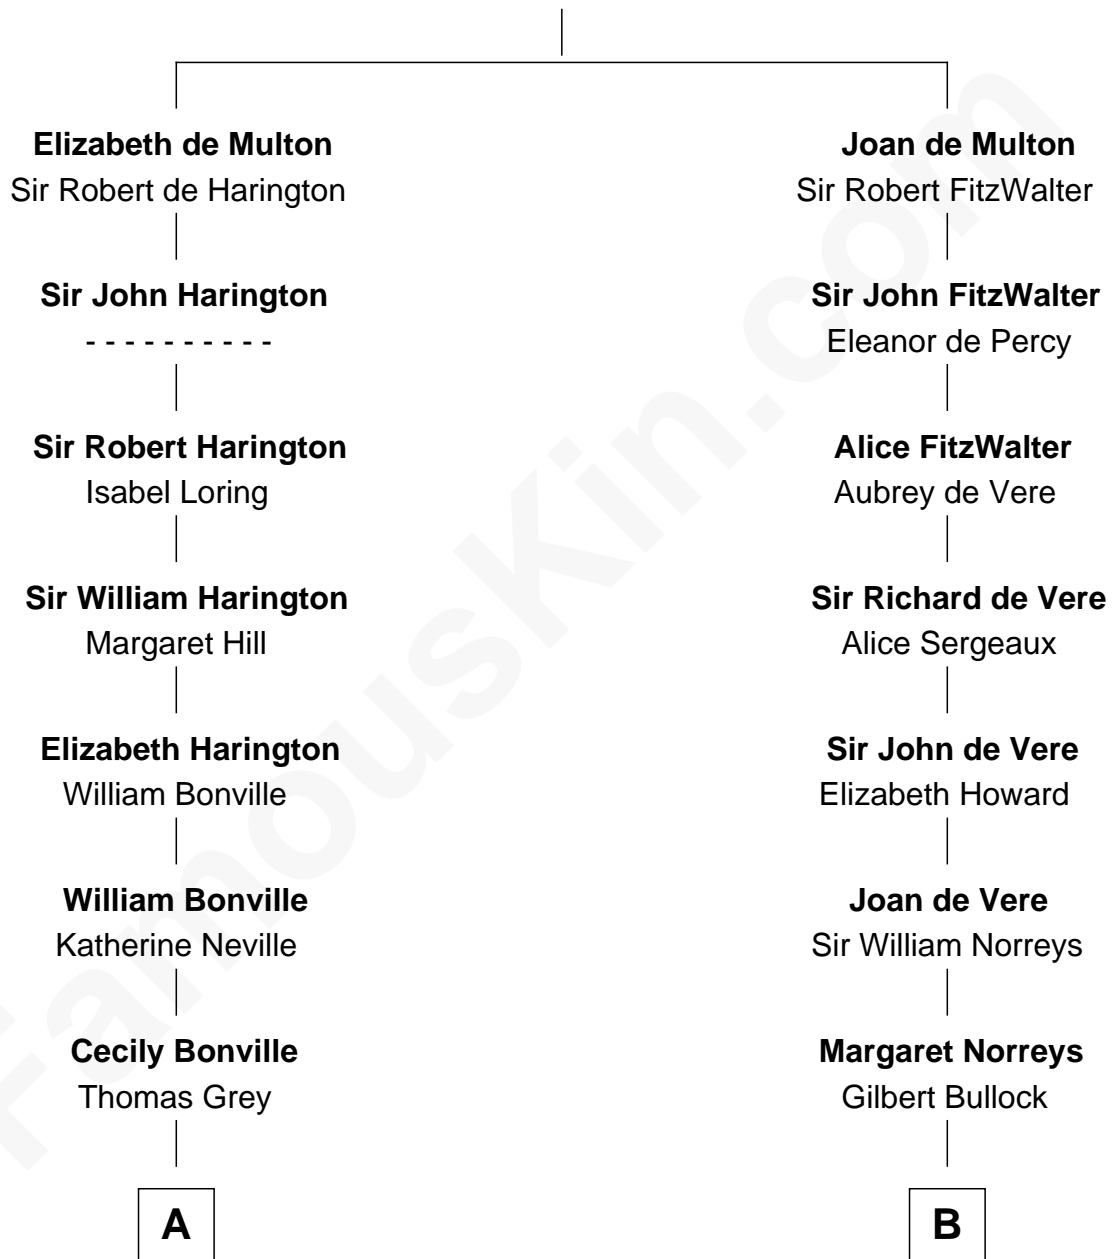 Elizabeth de Multon
Sir Robert de Harington
Joan de Multon
Sir Robert FitzWalter
Sir John Harington
- - - - - - - - - -
Sir John FitzWalter
Eleanor de Percy
Sir Robert Harington
Isabel Loring
Alice FitzWalter
Aubrey de Vere
Sir William Harington
Margaret Hill
Sir Richard de Vere
Alice Sergeaux
Elizabeth Harington
William Bonville
Sir John de Vere
Elizabeth Howard
William Bonville
Katherine Neville
Joan de Vere
Sir William Norreys
Cecily Bonville
Thomas Grey
Margaret Norreys
Gilbert Bullock
A
B
FamousKin.com